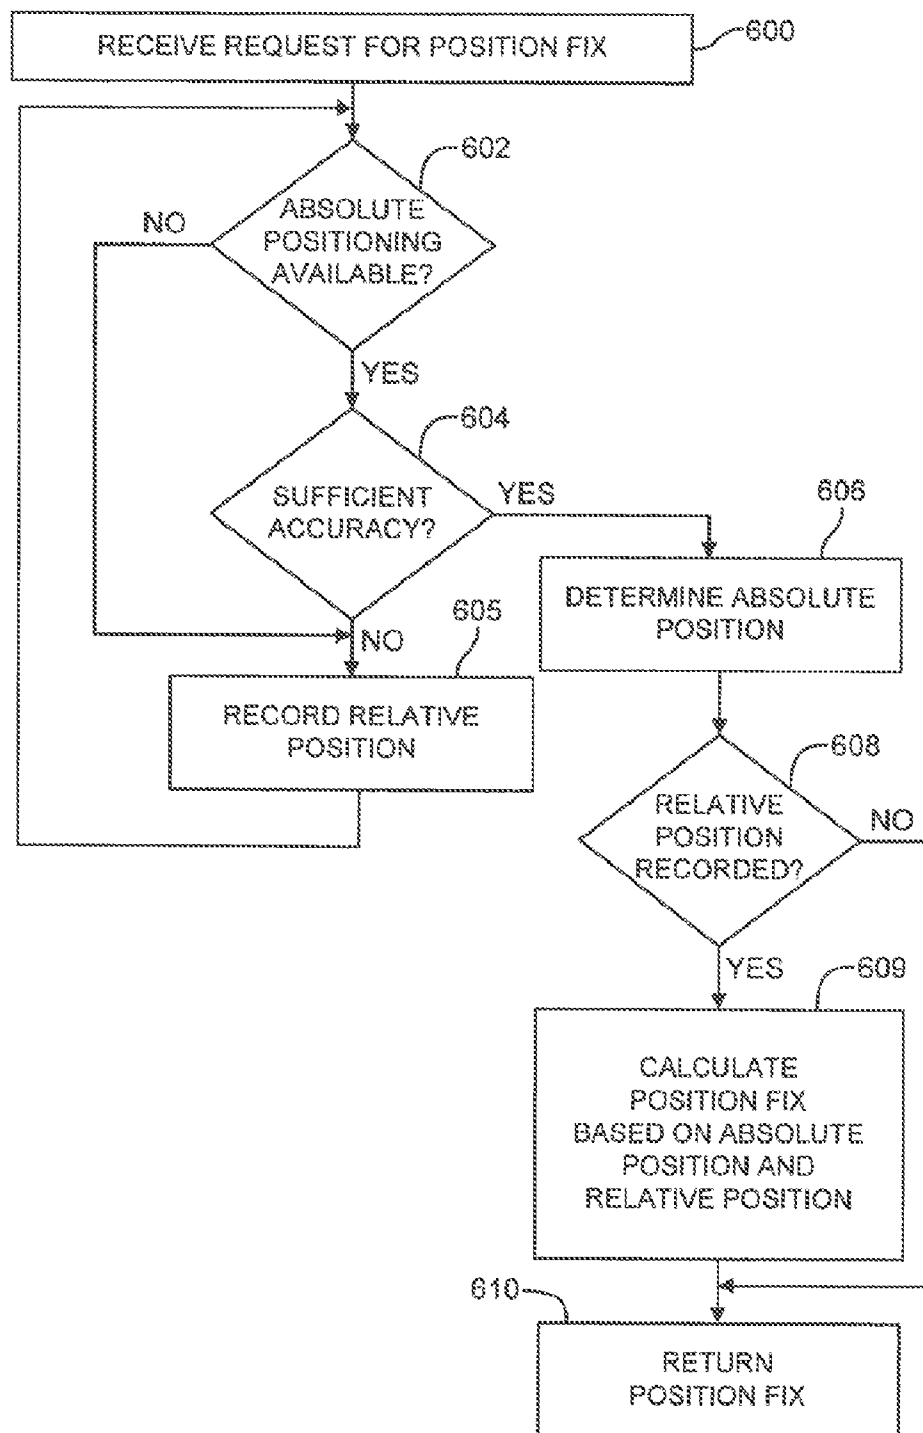 RECEIVE REQUEST FOR POSITION FIX
600
602
ABSOLUTE
POSITIONING
AVAILABLE?
NO
YES
604
SUFFICIENT
ACCURACY?
YES
NO
605
RECORD RELATIVE
POSITION
606
DETERMINE ABSOLUTE
POSITION
608
RELATIVE
POSITION
RECORDED?
NO
YES
609
CALCULATE
POSITION FIX
BASED ON ABSOLUTE
POSITION AND
RELATIVE POSITION
610
RETURN
POSITION FIX